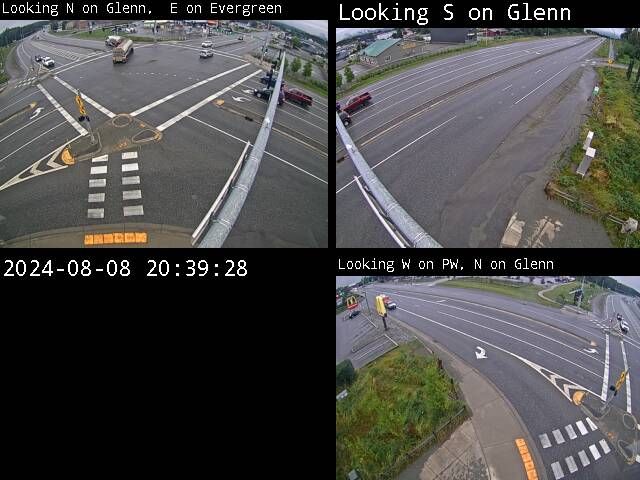 Looking N on Glenn,  E on Evergreen
Looking S on Glenn
2024-08-08 20:39:28
Looking W on PW, N on Glenn